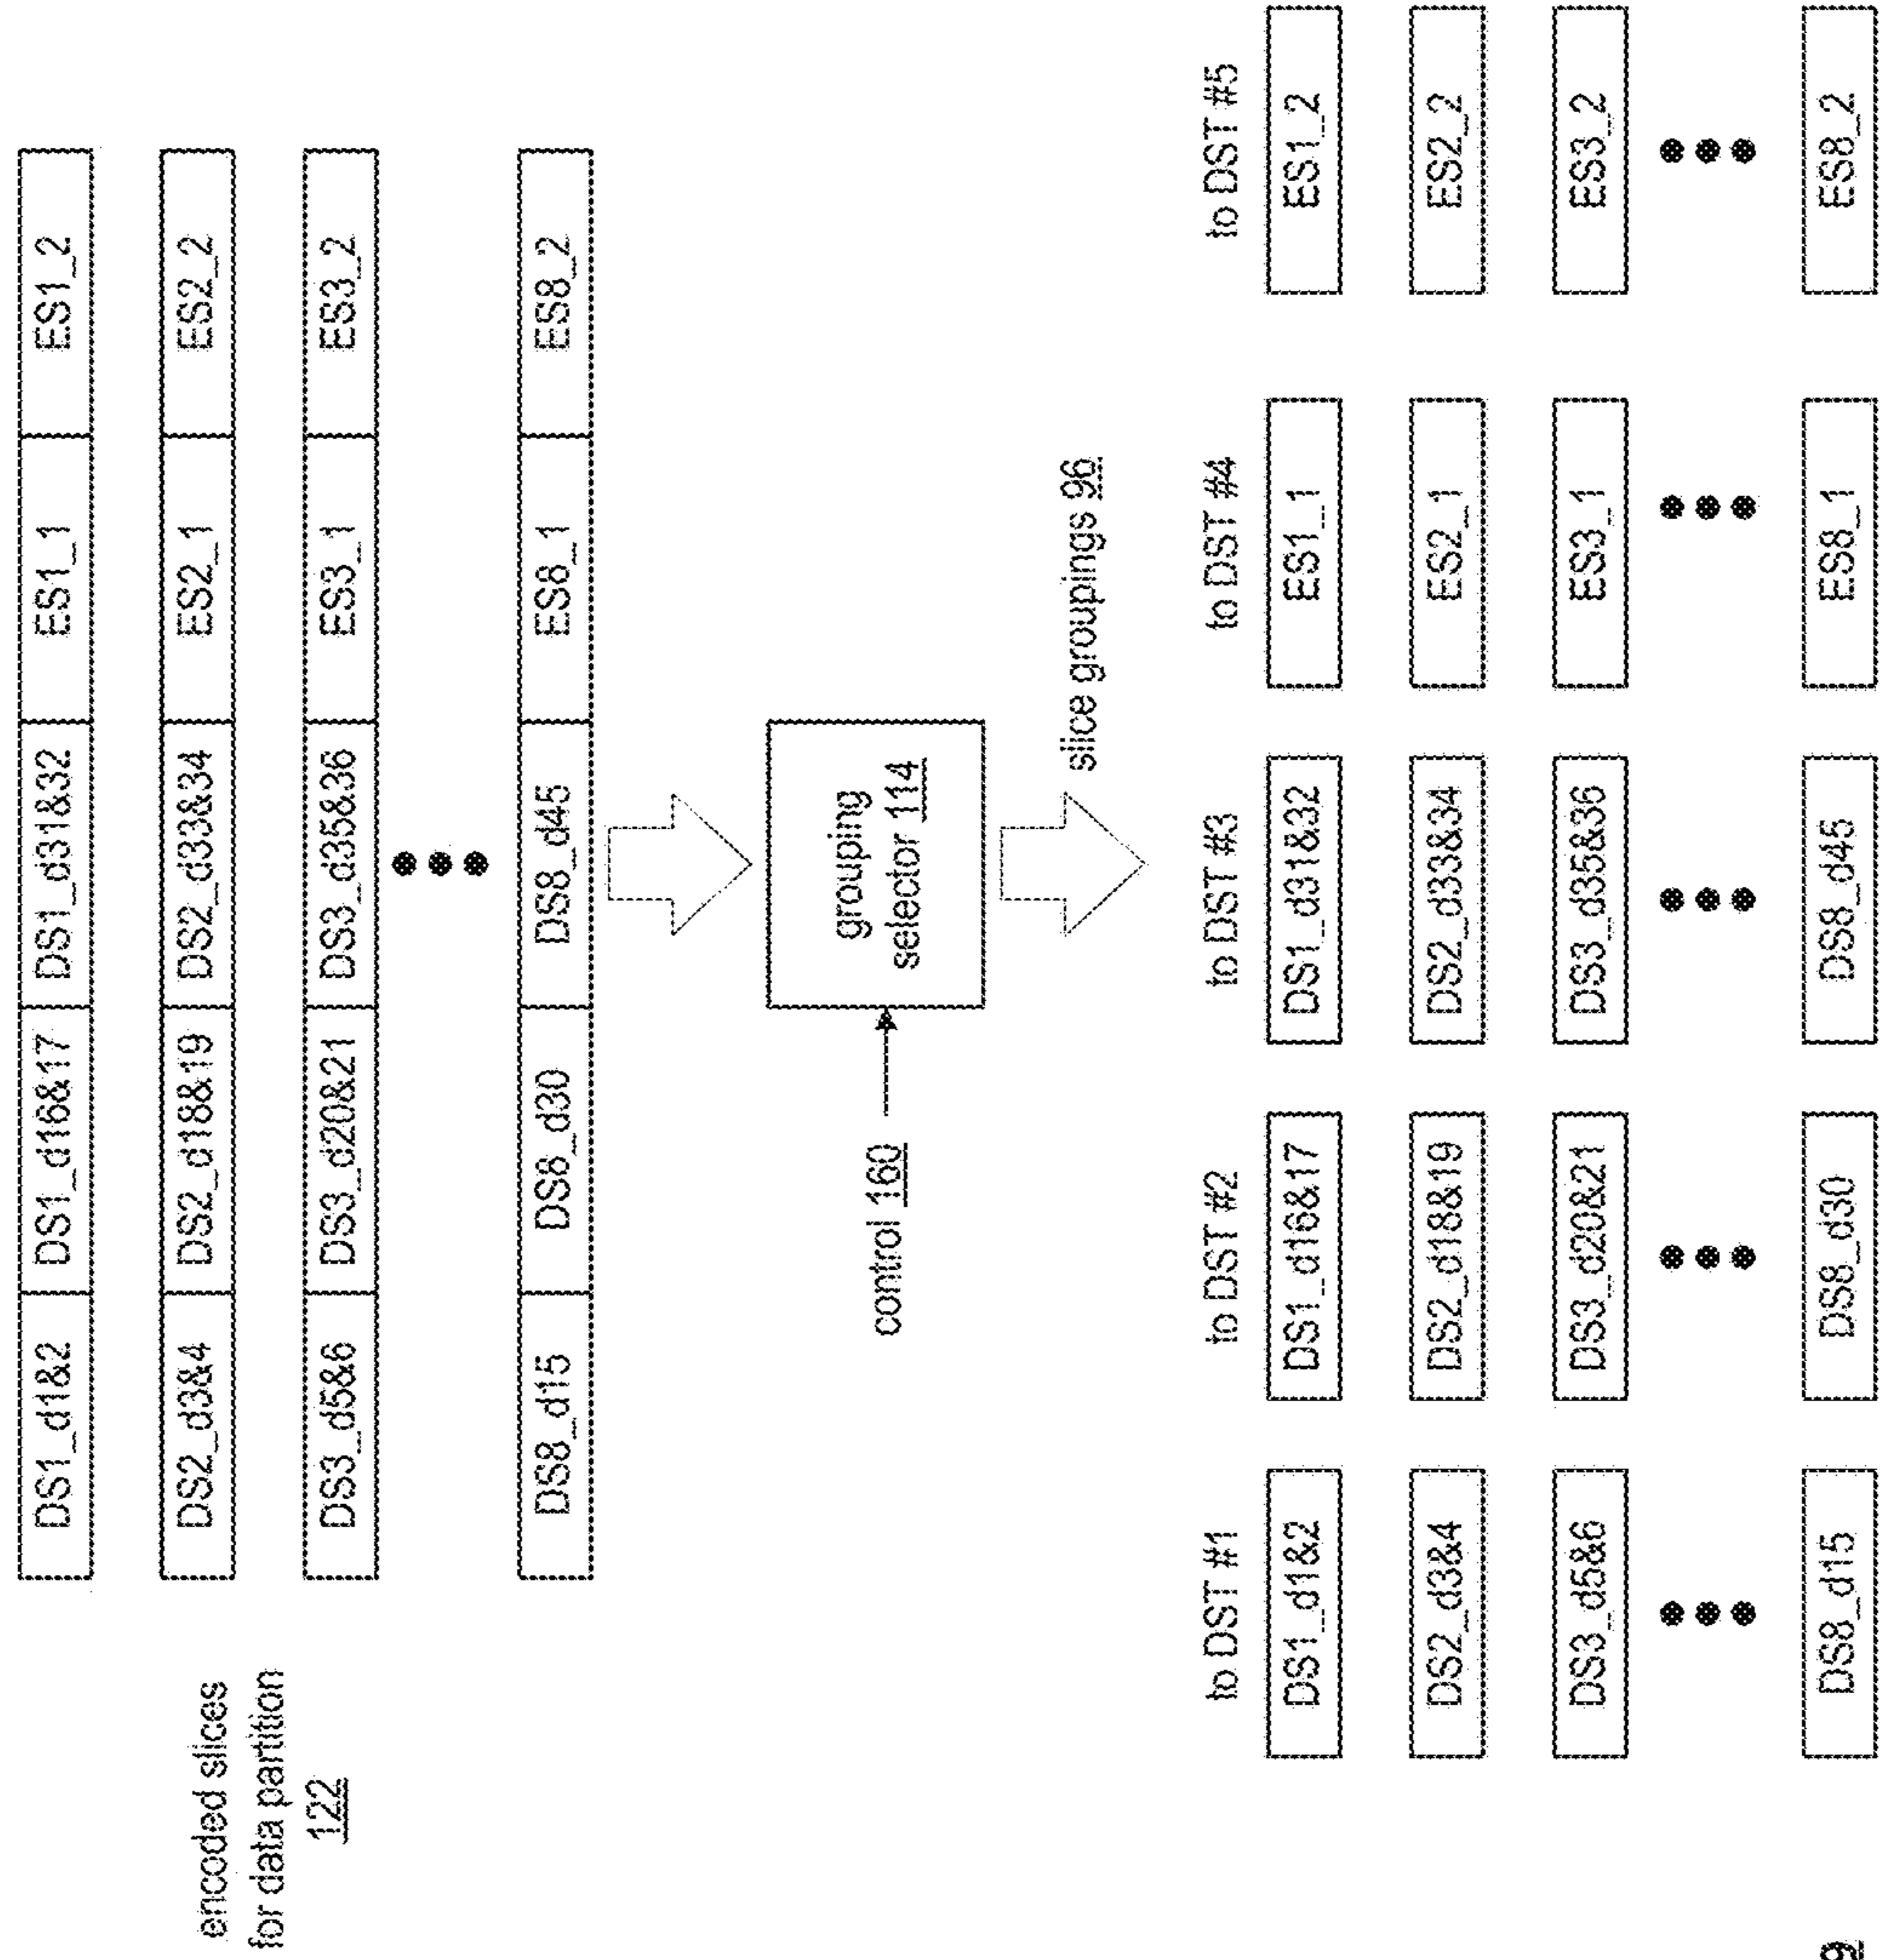 encoded slices
for data partition
122
DS1_d1&2 DS1_d16&17 DS1_d31&32 ES1_1 ES1_2
DS2_d3&4 DS2_d18&19 DS2_d33&34 ES2_1 ES2_2
DS3_d5&6 DS3_d20&21 DS3_d35&36 ES3_1 ES3_2
DS8_d15 DS8_d30 DS8_d45 ES8_1 ES8_2
control 160
grouping
selector 114
slice groupings 96
to DST #1 to DST #2 to DST #3 to DST #4 to DST #5
DS1_d1&2 DS1_d16&17 DS1_d31&32 ES1_1 ES1_2
DS2_d3&4 DS2_d18&19 DS2_d33&34 ES2_1 ES2_2
DS3_d5&6 DS3_d20&21 DS3_d35&36 ES3_1 ES3_2
DS8_d15 DS8_d30 DS8_d45 ES8_1 ES8_2